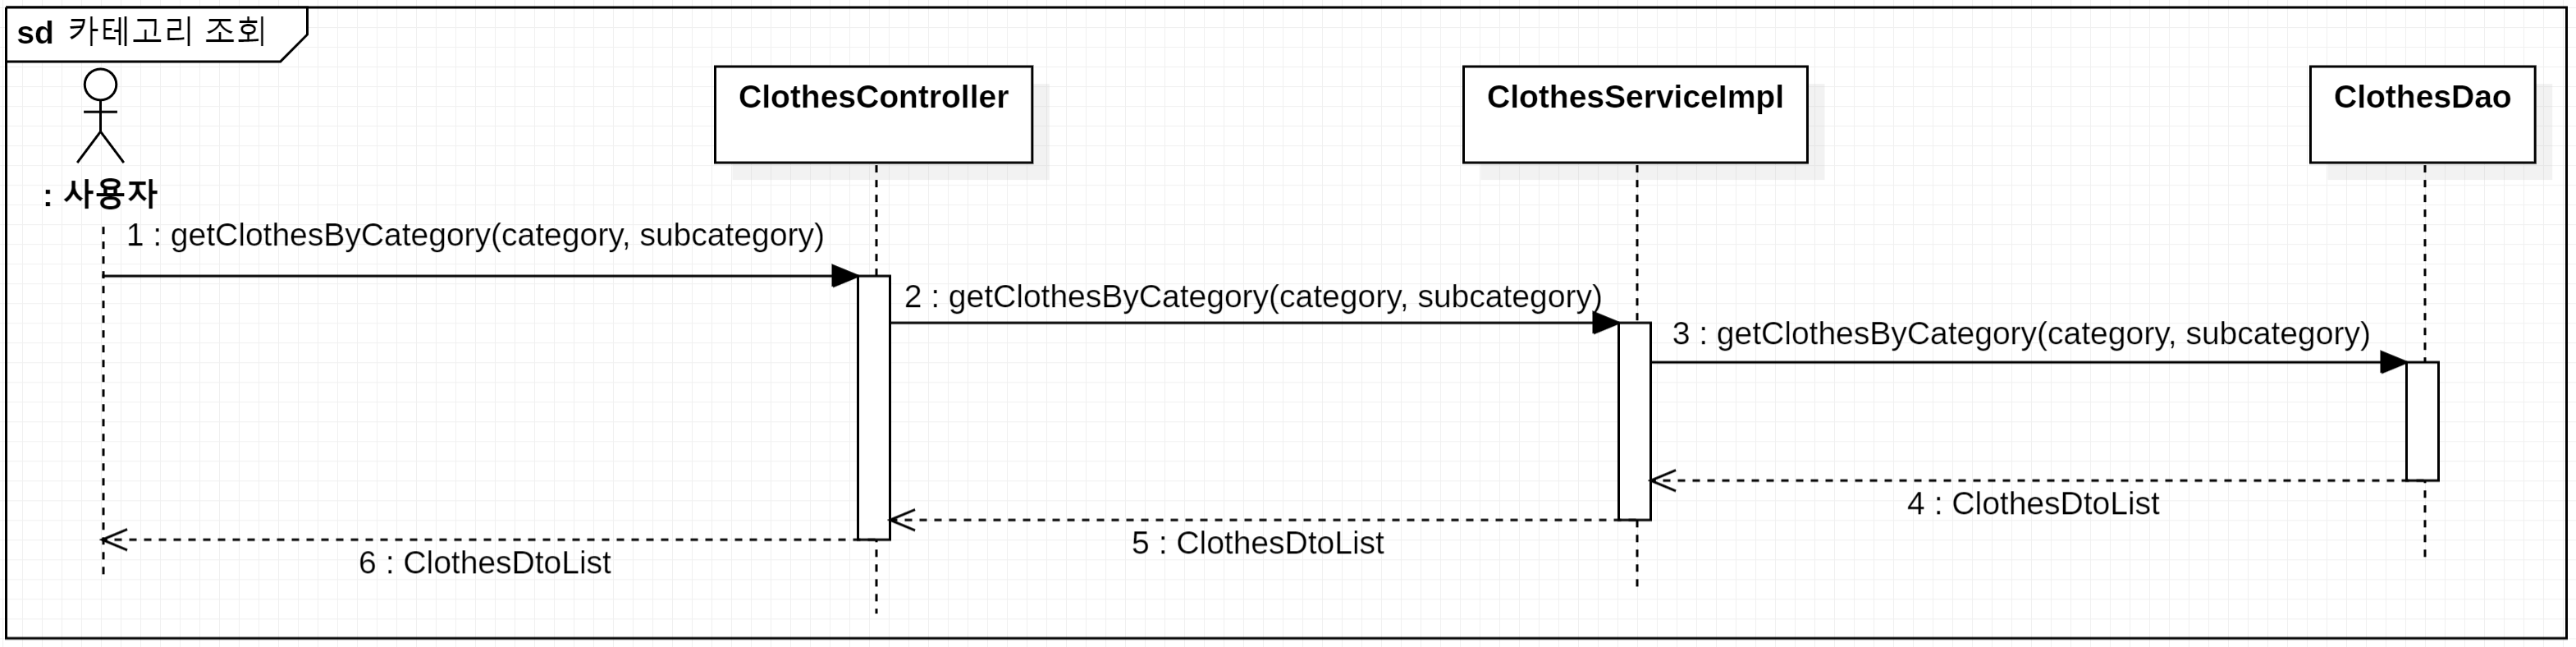 sd 카테고리 조회
ClothesController
ClothesServiceImpl
ClothesDao
: 사용자
1 : getClothesByCategory(category, subcategory)
2 : getClothesByCategory(category, subcategory)
3 : getClothesByCategory(category, subcategory)
4 : ClothesDtoList
5 : ClothesDtoList
6 : ClothesDtoList